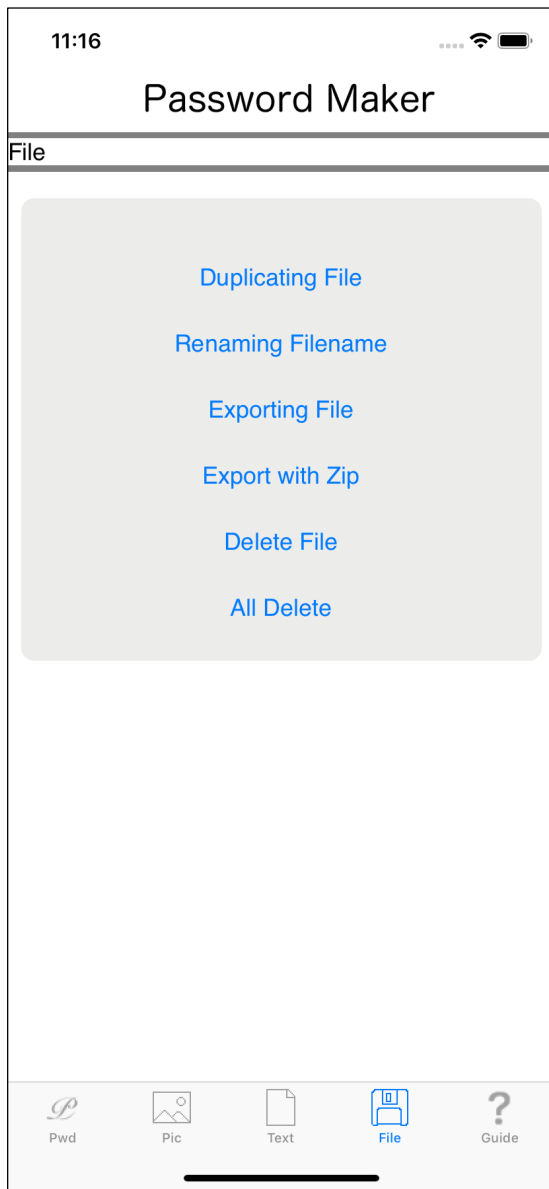 11:16
Password Maker
File
Duplicating File
Renaming Filename
Exporting File
Export with Zip
Delete File
All Delete
Pwd
Pic
Text
File
Guide